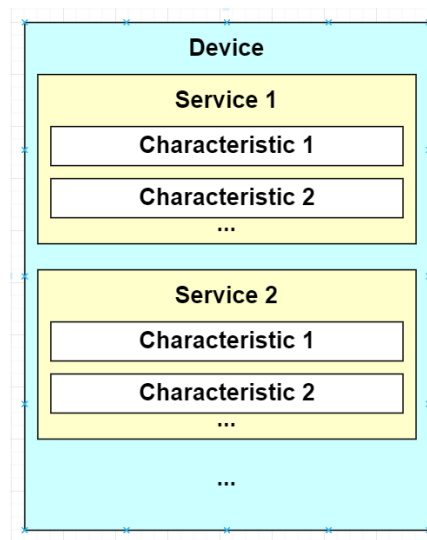 Device
Service 1
Characteristic 1
Characteristic 2
...
Service 2
Characteristic 1
Characteristic 2
...
...